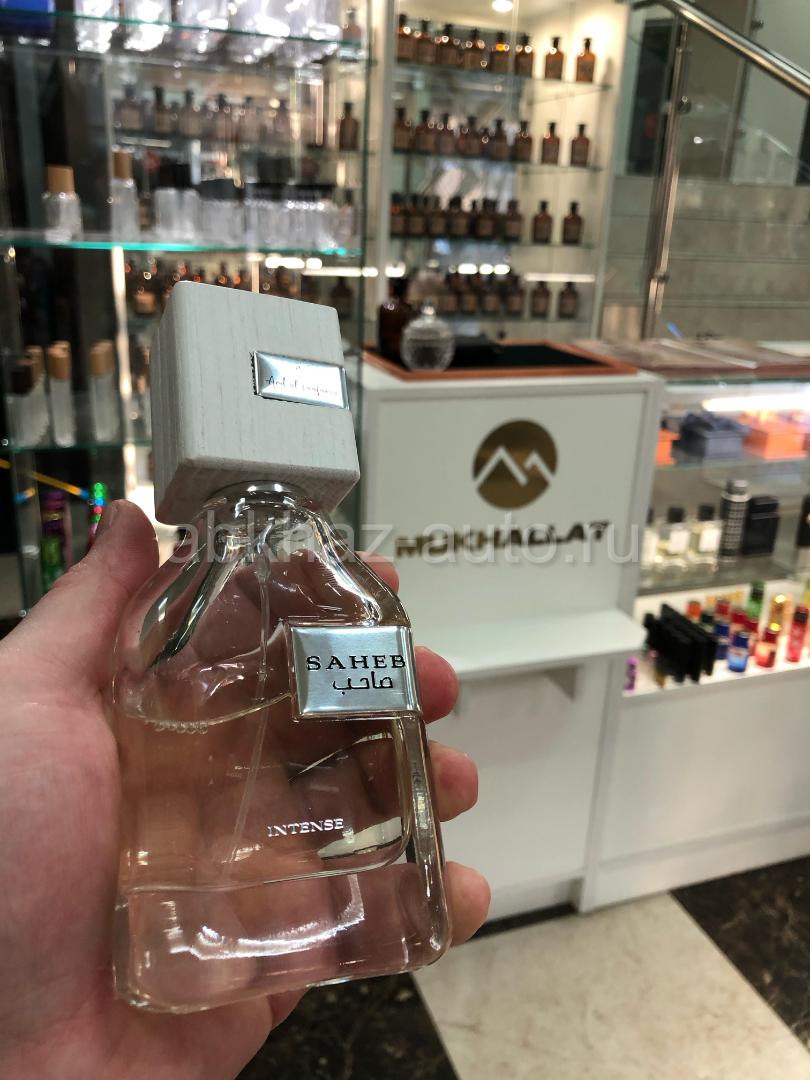 abkhaz-auto.ru
MUKHALLAT
SAHEB
صاحب
INTENSE